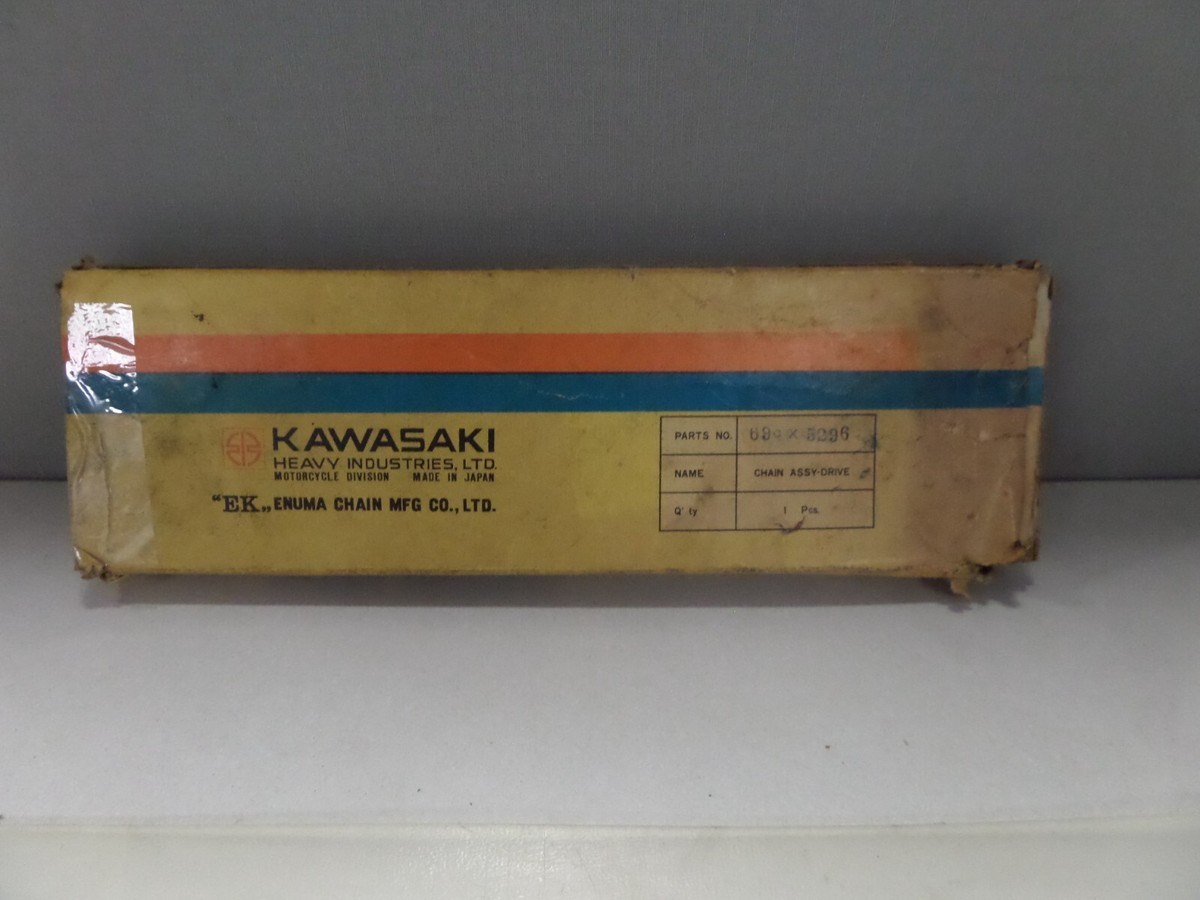 KAWASAKI
HEAVY INDUSTRIES, LTD.
MOTORCYCLE DIVISION MADE IN JAPAN
“EK„ ENUMA CHAIN MFG CO., LTD.
PARTS NO.
NAME CHAIN ASSY-DRIVE
Q'ty 1 Pcs.